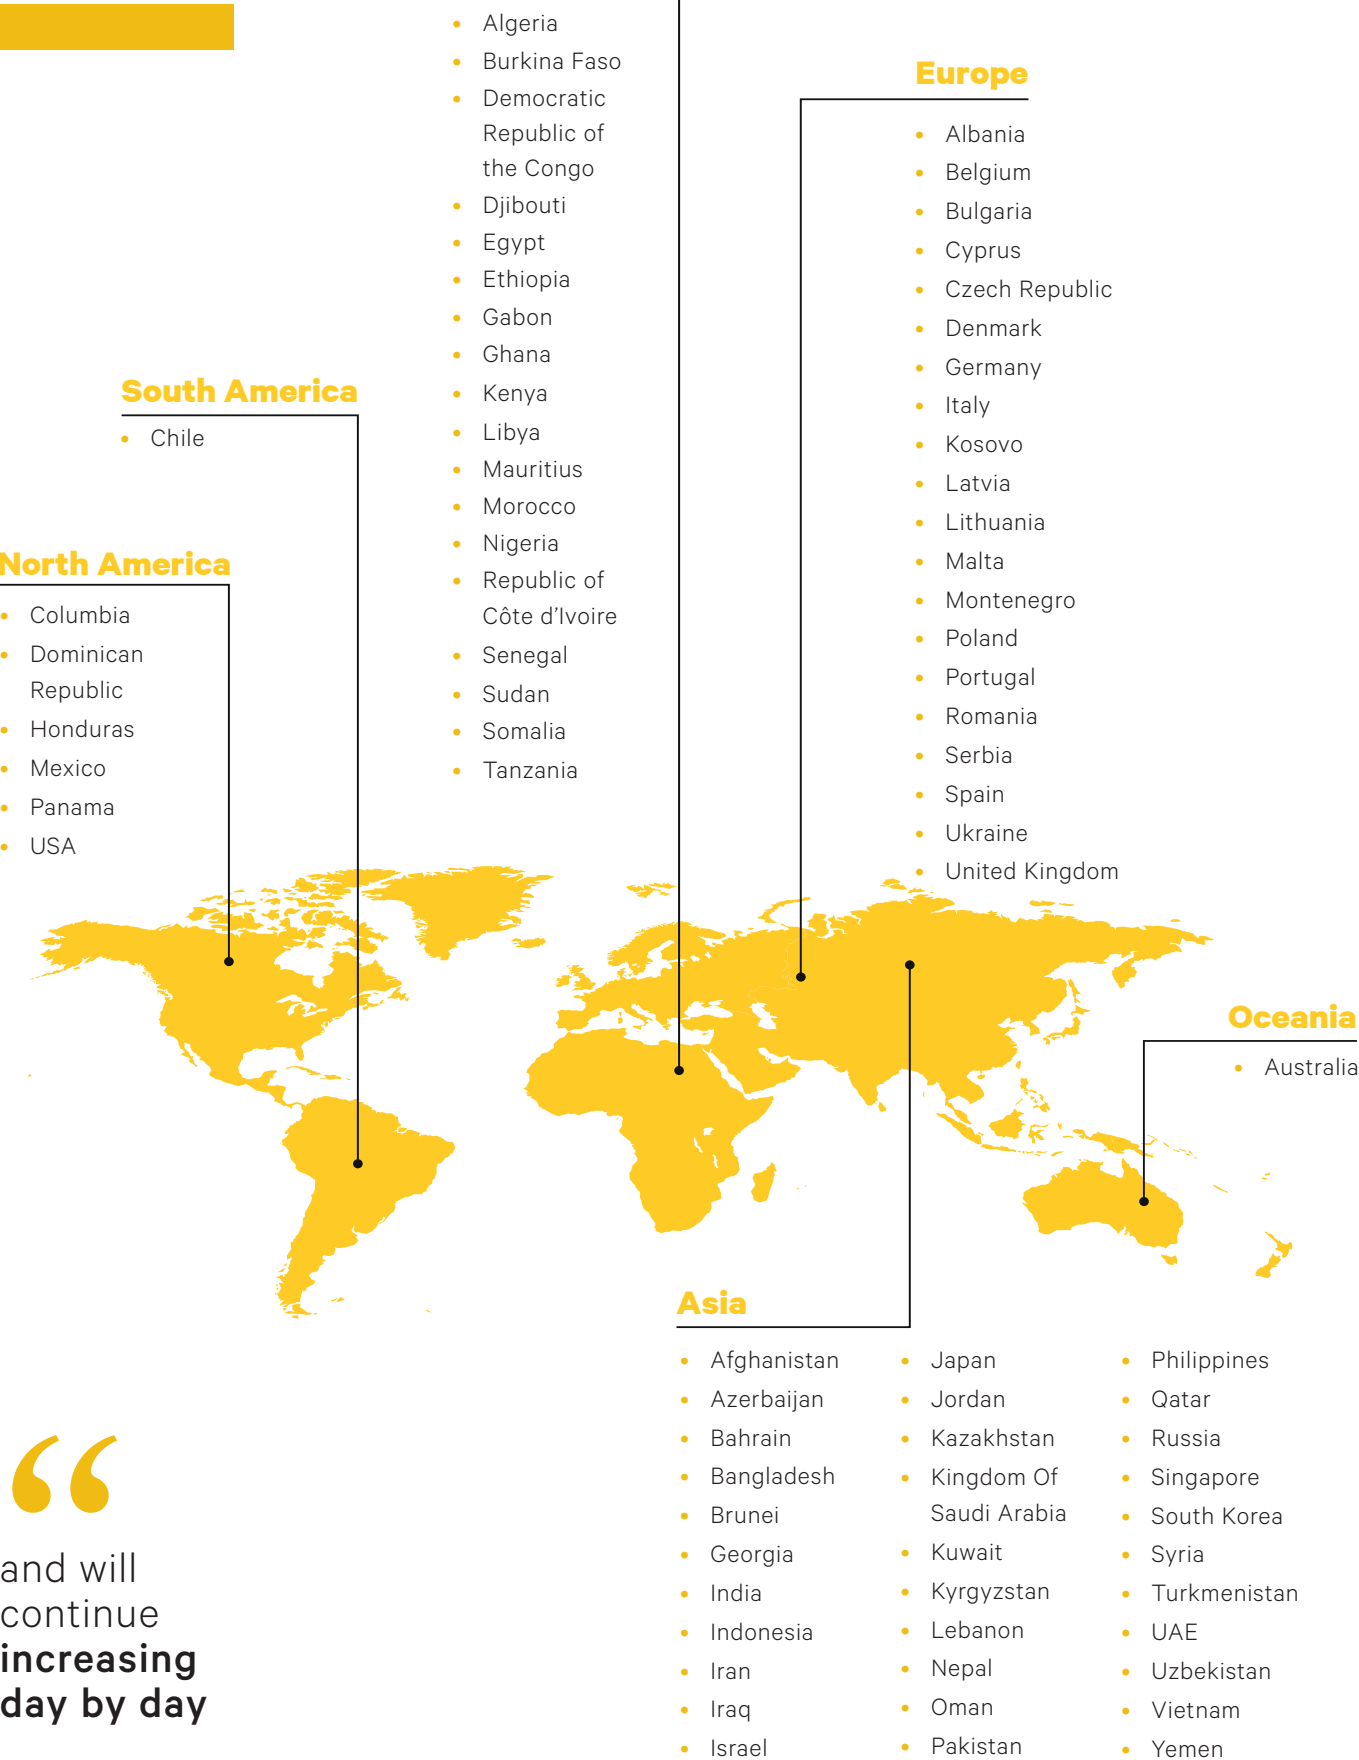 Algeria
Burkina Faso
Democratic
Republic of
the Congo
Djibouti
Egypt
Ethiopia
Gabon
Ghana
Kenya
Libya
Mauritius
Morocco
Nigeria
Republic of
Côte d’Ivoire
Senegal
Sudan
Somalia
Tanzania
Europe
Albania
Belgium
Bulgaria
Cyprus
Czech Republic
Denmark
Germany
Italy
Kosovo
Latvia
Lithuania
Malta
Montenegro
Poland
Portugal
Romania
Serbia
Spain
Ukraine
United Kingdom
South America
Chile
North America
Columbia
Dominican
Republic
Honduras
Mexico
Panama
USA
Oceania
Australia
Asia
Afghanistan
Azerbaijan
Bahrain
Bangladesh
Brunei
Georgia
India
Indonesia
Iran
Iraq
Israel
Japan
Jordan
Kazakhstan
Kingdom Of
Saudi Arabia
Kuwait
Kyrgyzstan
Lebanon
Nepal
Oman
Pakistan
Philippines
Qatar
Russia
Singapore
South Korea
Syria
Turkmenistan
UAE
Uzbekistan
Vietnam
Yemen
“
and will
continue
increasing
day by day